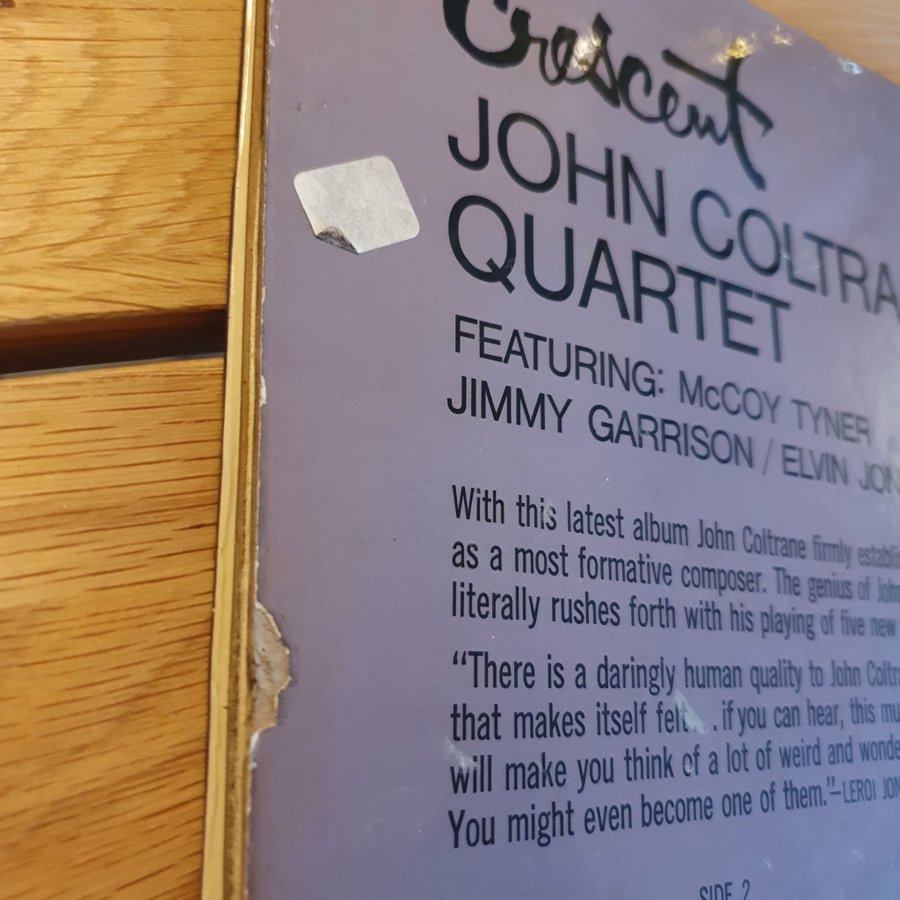 Crescent
JOHN COLTRA
QUARTET
FEATURING: McCOY TYNER
JIMMY GARRISON / ELVIN JON
With this latest album John Coltrane firmly establi
as a most formative composer. The genius of John
literally rushes forth with his playing of five new
“There is a daringly human quality to John Coltra
that makes itself felt. . . if you can hear, this mu
will make you think of a lot of weird and wonde
You might even become one of them.”—LEROI JON
SIDE 2